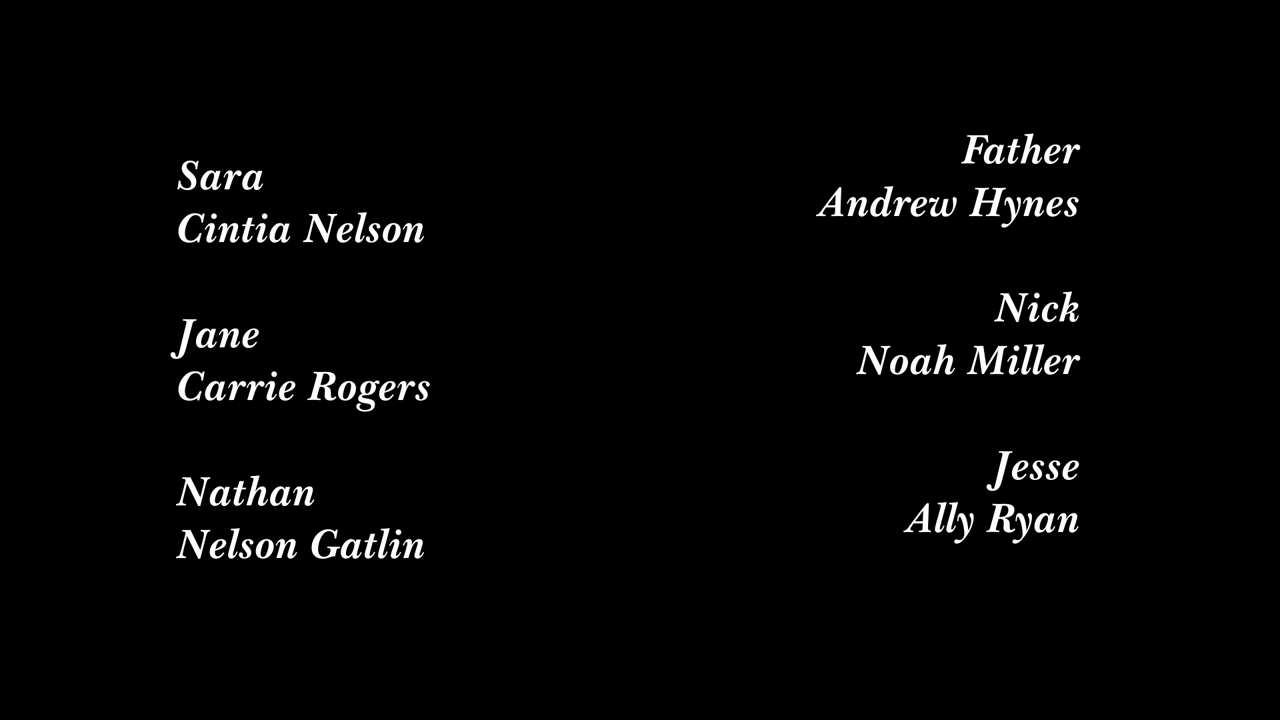 Sara
Cintia Nelson
Jane
Carrie Rogers
Nathan
Nelson Gatlin
Father
Andrew Hynes
Nick
Noah Miller
Jesse
Ally Ryan